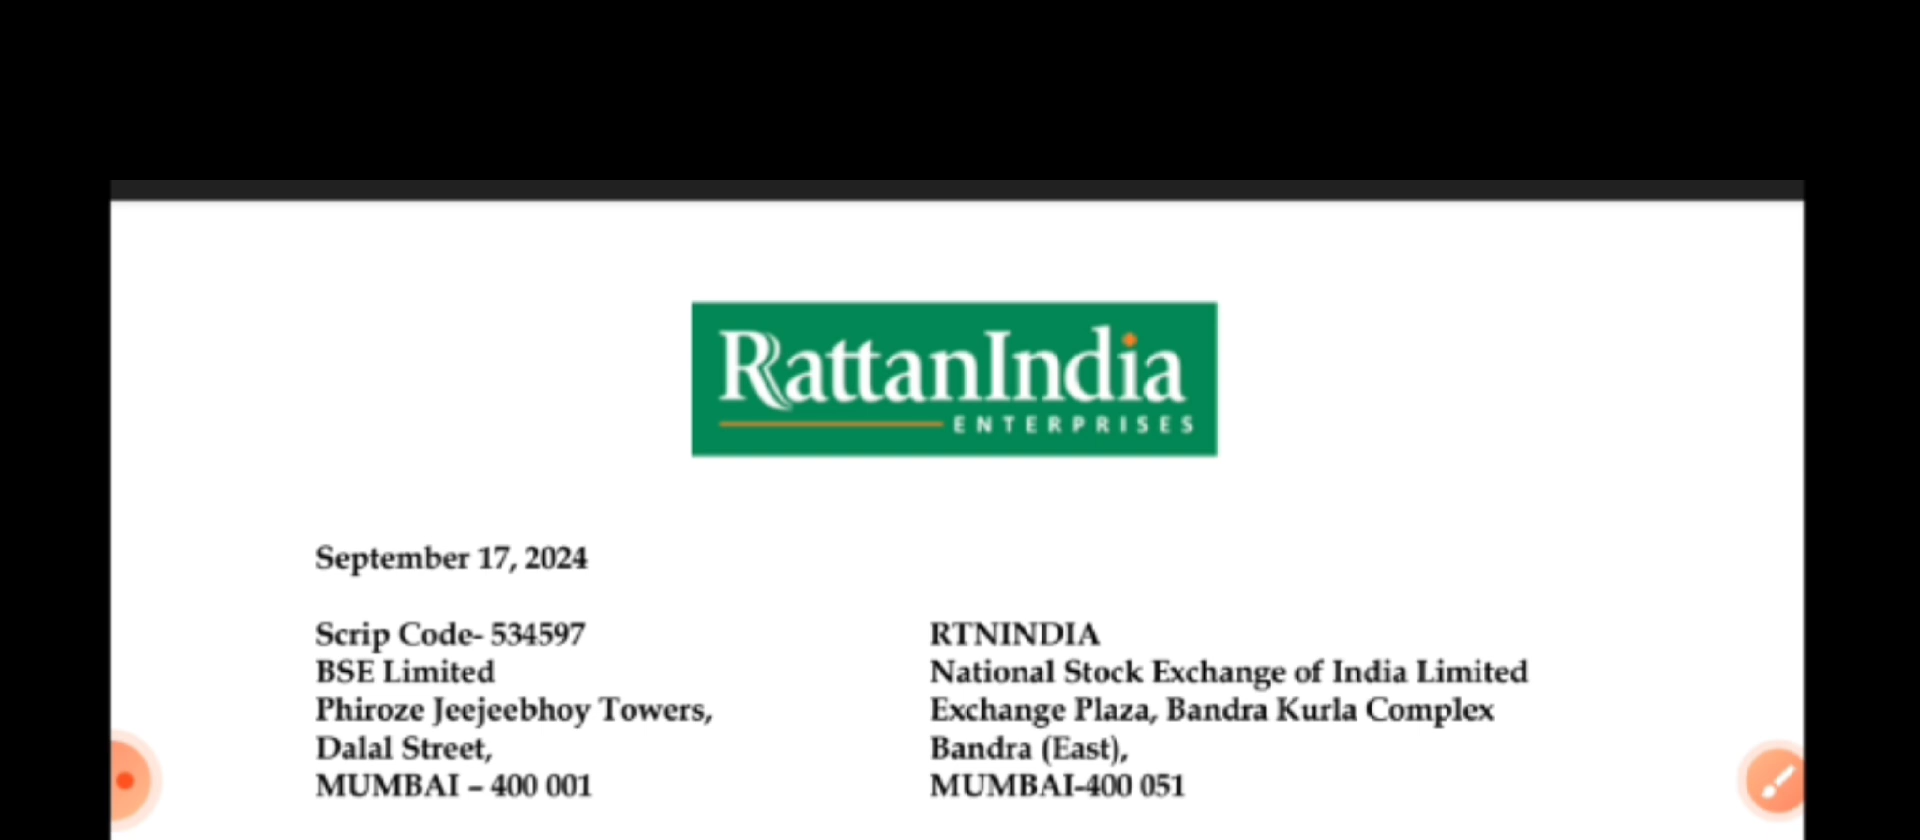 RattanIndia
ENTERPRISES
September 17, 2024
Scrip Code- 534597
BSE Limited
Phiroze Jeejeebhoy Towers,
Dalal Street,
MUMBAI – 400 001
RTNINDIA
National Stock Exchange of India Limited
Exchange Plaza, Bandra Kurla Complex
Bandra (East),
MUMBAI-400 051